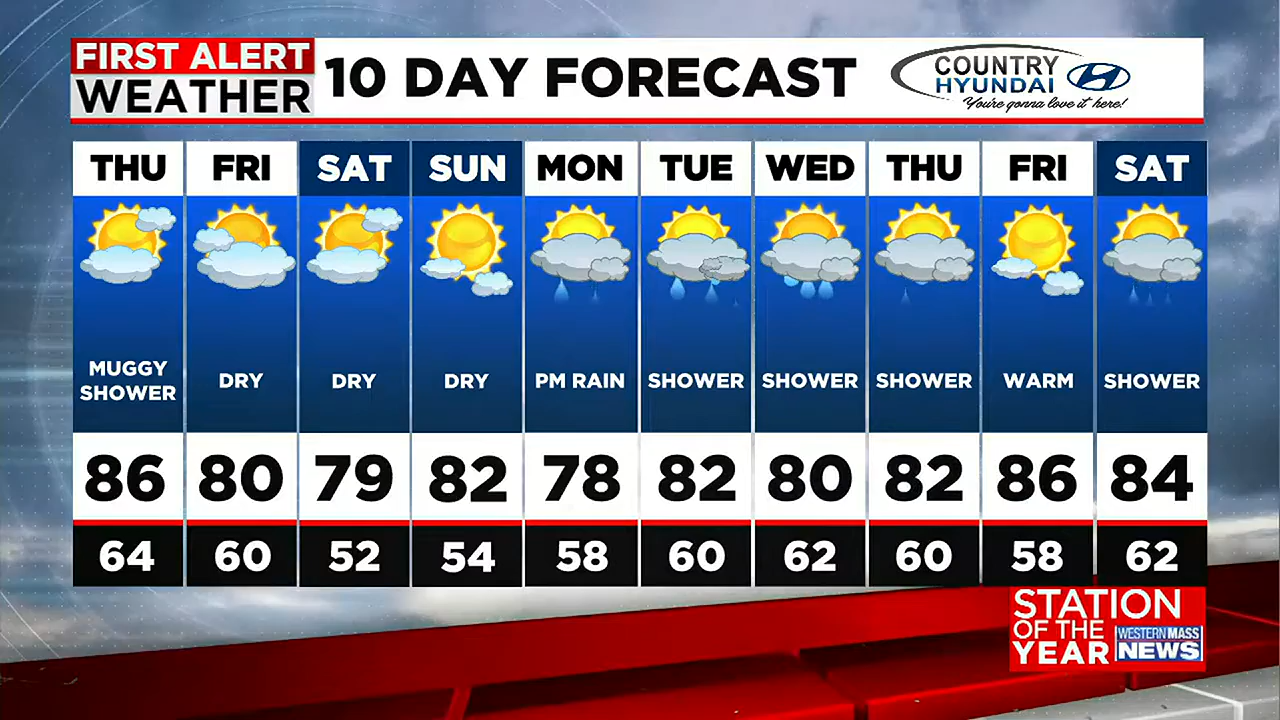 FIRST ALERT
WEATHER
10 DAY FORECAST
COUNTRY
HYUNDAI
You're gonna love it here!
THU FRI SAT SUN MON TUE WED THU FRI SAT
MUGGY
SHOWER DRY DRY DRY PM RAIN SHOWER SHOWER SHOWER WARM SHOWER
86 80 79 82 78 82 80 82 86 84
64 60 52 54 58 60 62 60 58 62
STATION
OF THE
YEAR
WESTERN MASS
NEWS